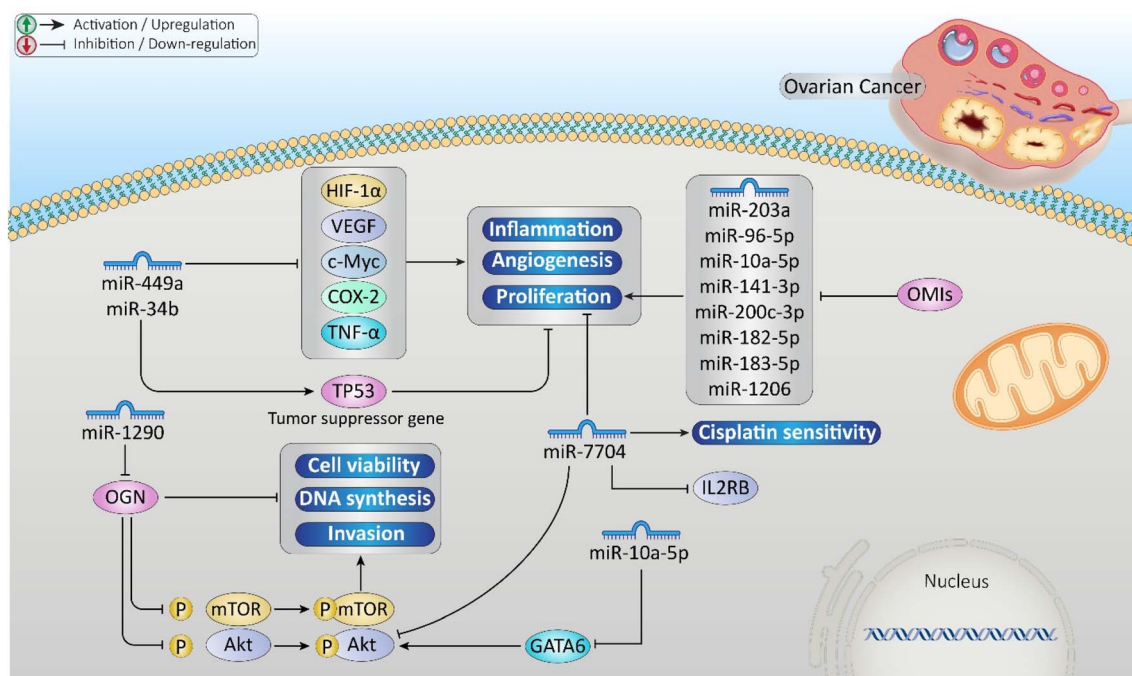 Activation / Upregulation
Inhibition / Down-regulation
Ovarian Cancer
HIF-1α
VEGF
c-Myc
COX-2
TNF-α
Inflammation
Angiogenesis
Proliferation
miR-203a
miR-96-5p
miR-10a-5p
miR-141-3p
miR-200c-3p
miR-182-5p
miR-183-5p
miR-1206
OMIs
miR-449a
miR-34b
TP53
Tumor suppressor gene
miR-1290
OGN
Cell viability
DNA synthesis
Invasion
miR-7704
Cisplatin sensitivity
IL2RB
miR-10a-5p
P mTOR P mTOR
P Akt P Akt
GATA6
Nucleus